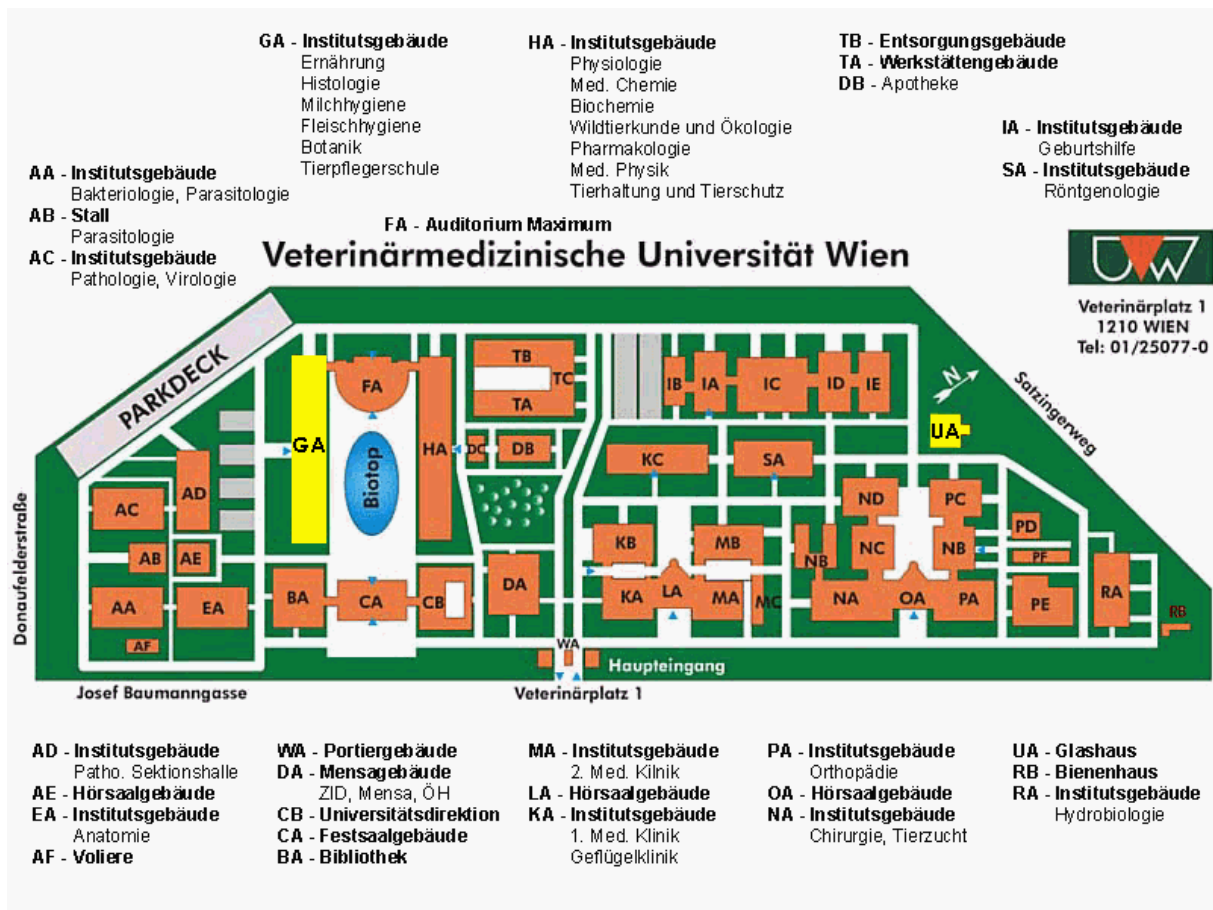 GA - Institutsgebäude
Ernährung
Histologie
Milchhygiene
Fleischhygiene
Botanik
Tierpflegerschule
HA - Institutsgebäude
Physiologie
Med. Chemie
Biochemie
Wildtierkunde und Ökologie
Pharmakologie
Med. Physik
Tierhaltung und Tierschutz
TB - Entsorgungsgebäude
TA - Werkstättengebäude
DB - Apotheke
IA - Institutsgebäude
Geburtshilfe
SA - Institutsgebäude
Röntgenologie
AA - Institutsgebäude
Bakteriologie, Parasitologie
AB - Stall
Parasitologie
AC - Institutsgebäude
Pathologie, Virologie
FA - Auditorium Maximum
Veterinärmedizinische Universität Wien
UVW
Veterinärplatz 1
1210 WIEN
Tel: 01/25077-0
PARKDECK
Donaufelderstraße
Satzingerweg
N
GA
FA
HA
Biotop
TB
TC
TA
DC
DB
IB
IA
IC
ID
IE
UA
KC
SA
AC
AD
AB
AE
AA
EA
AF
BA
CA
CB
DA
KB
MB
KA
LA
MA
MC
NB
ND
NC
NA
OA
PC
NB
PA
PD
PF
PE
RA
RB
WA
Haupteingang
Josef Baumanngasse
Veterinärplatz 1
AD - Institutsgebäude
Patho. Sektionshalle
AE - Hörsaalgebäude
EA - Institutsgebäude
Anatomie
AF - Voliere
WA - Portiergebäude
DA - Mensagebäude
ZID, Mensa, ÖH
CB - Universitätsdirektion
CA - Festsaalgebäude
BA - Bibliothek
MA - Institutsgebäude
2. Med. Kilnik
LA - Hörsaalgebäude
KA - Institutsgebäude
1. Med. Klinik
Geflügelklinik
PA - Institutsgebäude
Orthopädie
OA - Hörsaalgebäude
NA - Institutsgebäude
Chirurgie, Tierzucht
UA - Glashaus
RB - Bienenhaus
RA - Institutsgebäude
Hydrobiologie